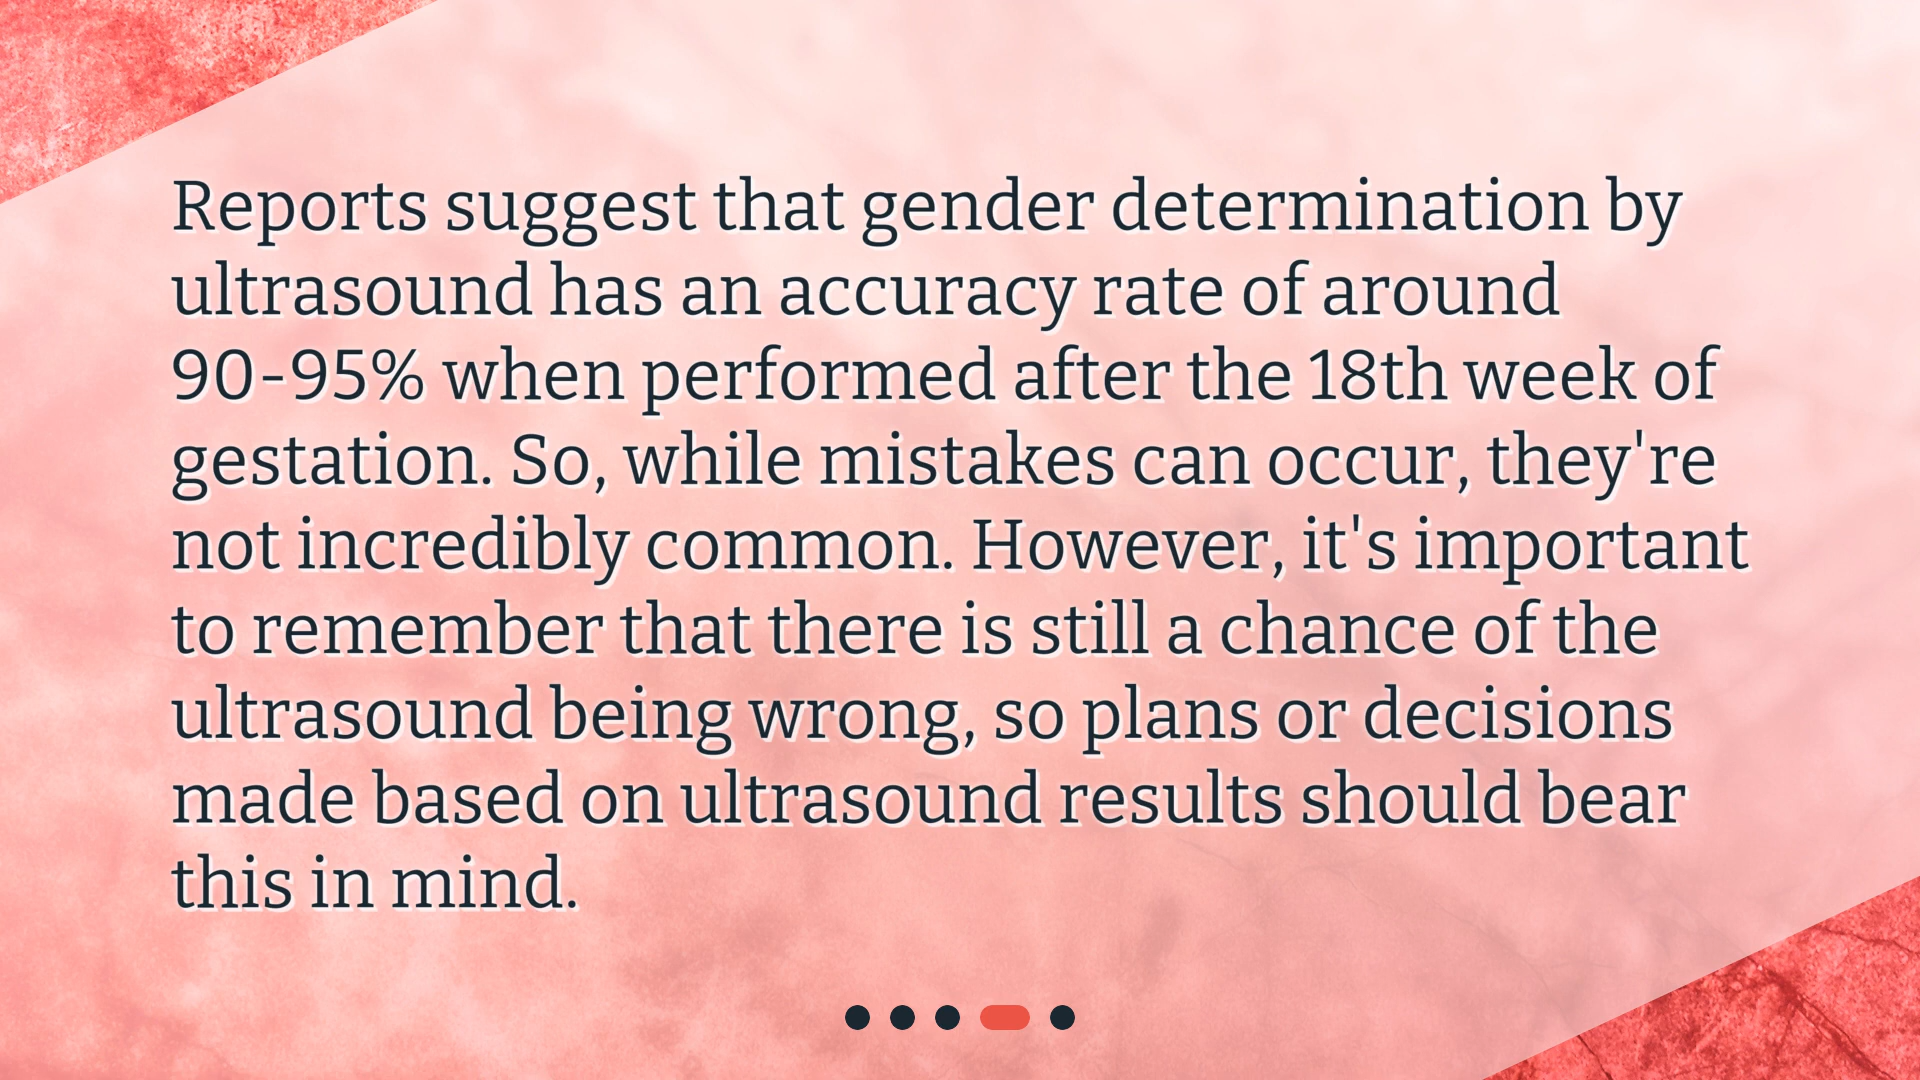 Reports suggest that gender determination by
ultrasound has an accuracy rate of around
90-95% when performed after the 18th week of
gestation. So, while mistakes can occur, they're
not incredibly common. However, it's important
to remember that there is still a chance of the
ultrasound being wrong, so plans or decisions
made based on ultrasound results should bear
this in mind.